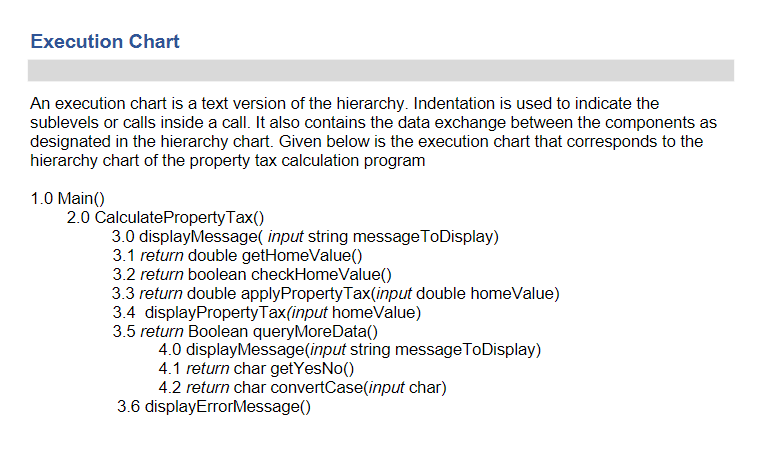 Execution Chart
An execution chart is a text version of the hierarchy. Indentation is used to indicate the
sublevels or calls inside a call. It also contains the data exchange between the components as
designated in the hierarchy chart. Given below is the execution chart that corresponds to the
hierarchy chart of the property tax calculation program
1.0 Main()
2.0 CalculatePropertyTax()
3.0 displayMessage( input string messageToDisplay)
3.1 return double getHomeValue()
3.2 return boolean checkHomeValue()
3.3 return double applyPropertyTax(input double homeValue)
3.4 displayPropertyTax(input homeValue)
3.5 return Boolean queryMoreData()
4.0 displayMessage(input string messageToDisplay)
4.1 return char getYesNo()
4.2 return char convertCase(input char)
3.6 displayErrorMessage()